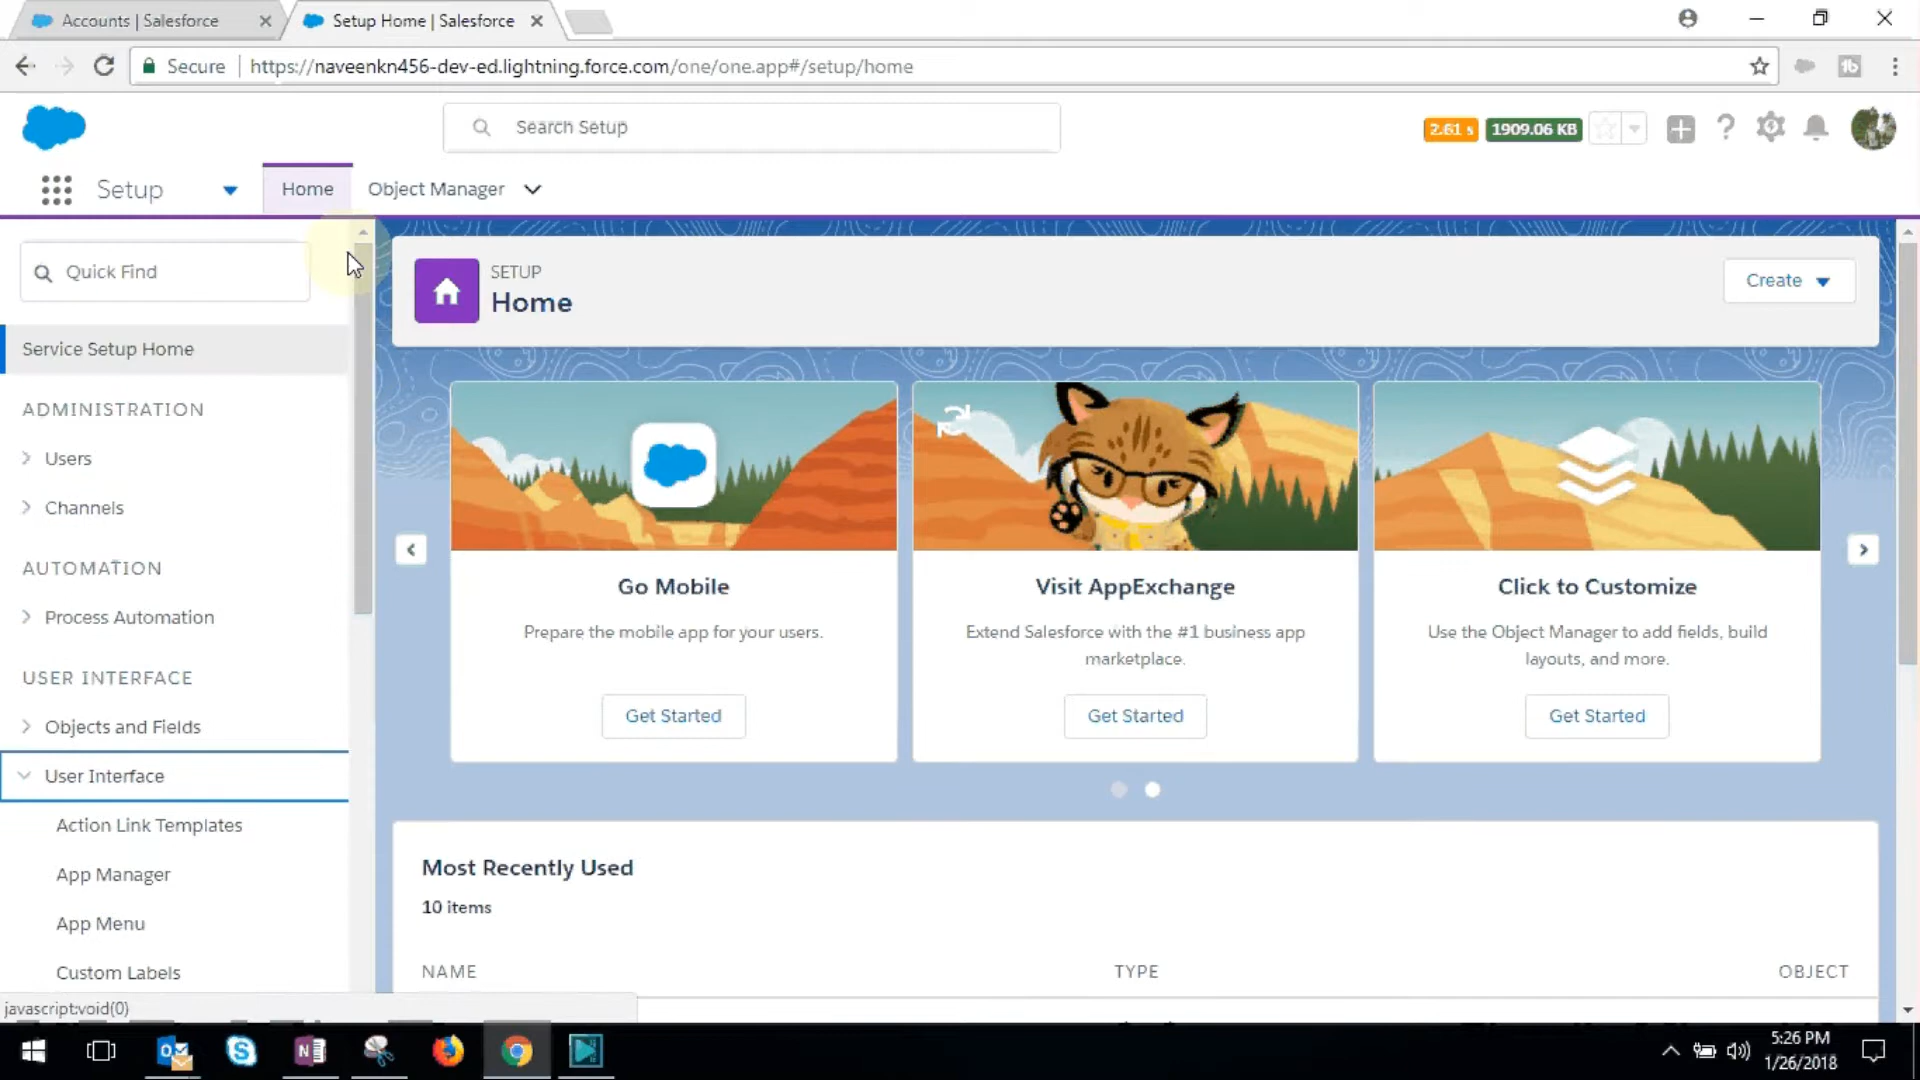 Accounts | Salesforce
Setup Home | Salesforce
Secure
https://naveenkn456-dev-ed.lightning.force.com/one/one.app#/setup/home
Search Setup
2.61 s
1909.06 KB
Setup
Home
Object Manager
Quick Find
Service Setup Home
ADMINISTRATION
Users
Channels
AUTOMATION
Process Automation
USER INTERFACE
Objects and Fields
User Interface
Action Link Templates
App Manager
App Menu
Custom Labels
javascript:void(0)
SETUP
Home
Create
Go Mobile
Prepare the mobile app for your users.
Get Started
Visit AppExchange
Extend Salesforce with the #1 business app
marketplace.
Get Started
Click to Customize
Use the Object Manager to add fields, build
layouts, and more.
Get Started
Most Recently Used
10 items
NAME
TYPE
OBJECT
5:26 PM
1/26/2018